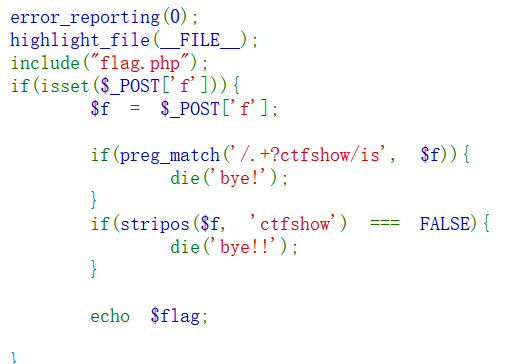 error_reporting(0);
highlight_file(__FILE__);
include("flag.php");
if(isset($_POST['f'])){
$f = $_POST['f'];
if(preg_match('/.+?ctfshow/is', $f)){
die('bye!');
}
if(stripos($f, 'ctfshow') === FALSE){
die('bye!!');
}
echo $flag;
}